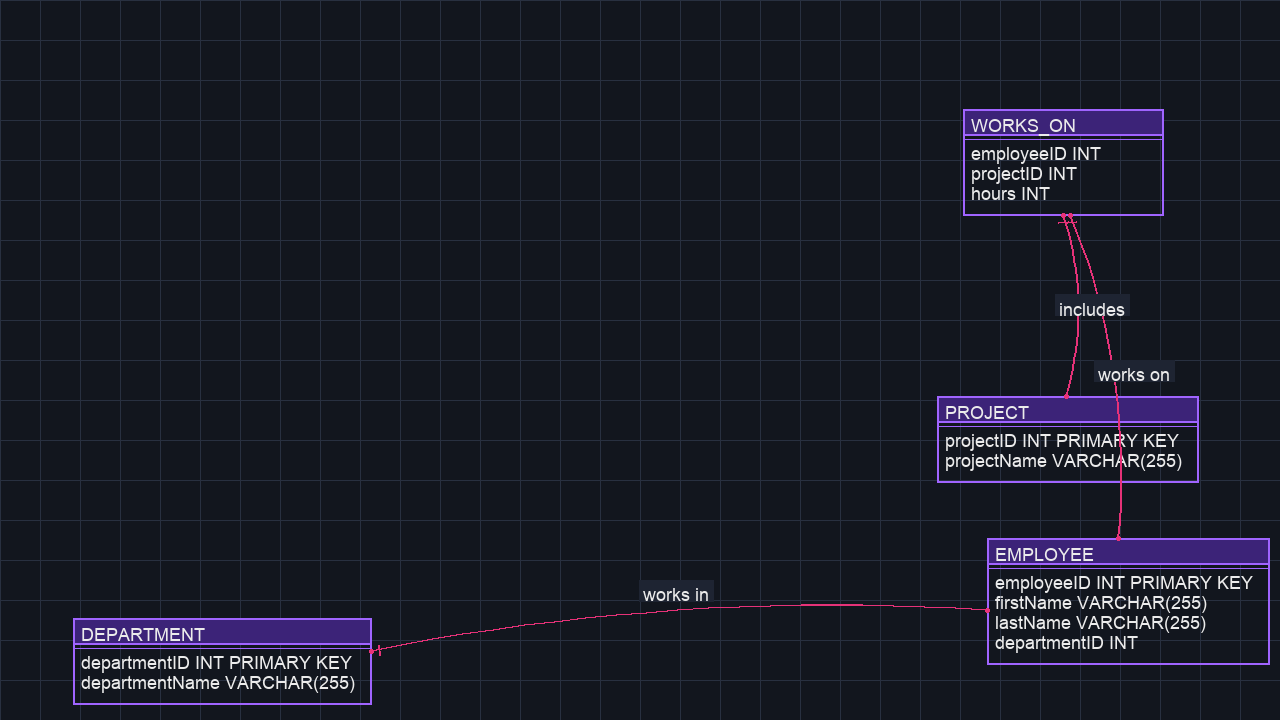 WORKS_ON
employeeID INT
projectID INT
hours INT
includes
works on
PROJECT
projectID INT PRIMARY KEY
projectName VARCHAR(255)
EMPLOYEE
employeeID INT PRIMARY KEY
firstName VARCHAR(255)
lastName VARCHAR(255)
departmentID INT
works in
DEPARTMENT
departmentID INT PRIMARY KEY
departmentName VARCHAR(255)